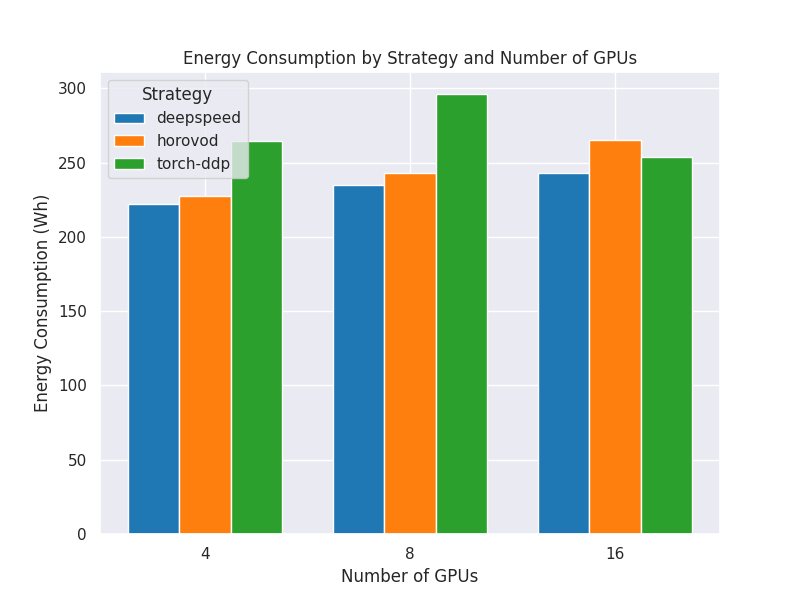 Energy Consumption by Strategy and Number of GPUs
Strategy
deepspeed
horovod
torch-ddp
Energy Consumption (Wh)
300
250
200
150
100
50
0
4 8 16
Number of GPUs